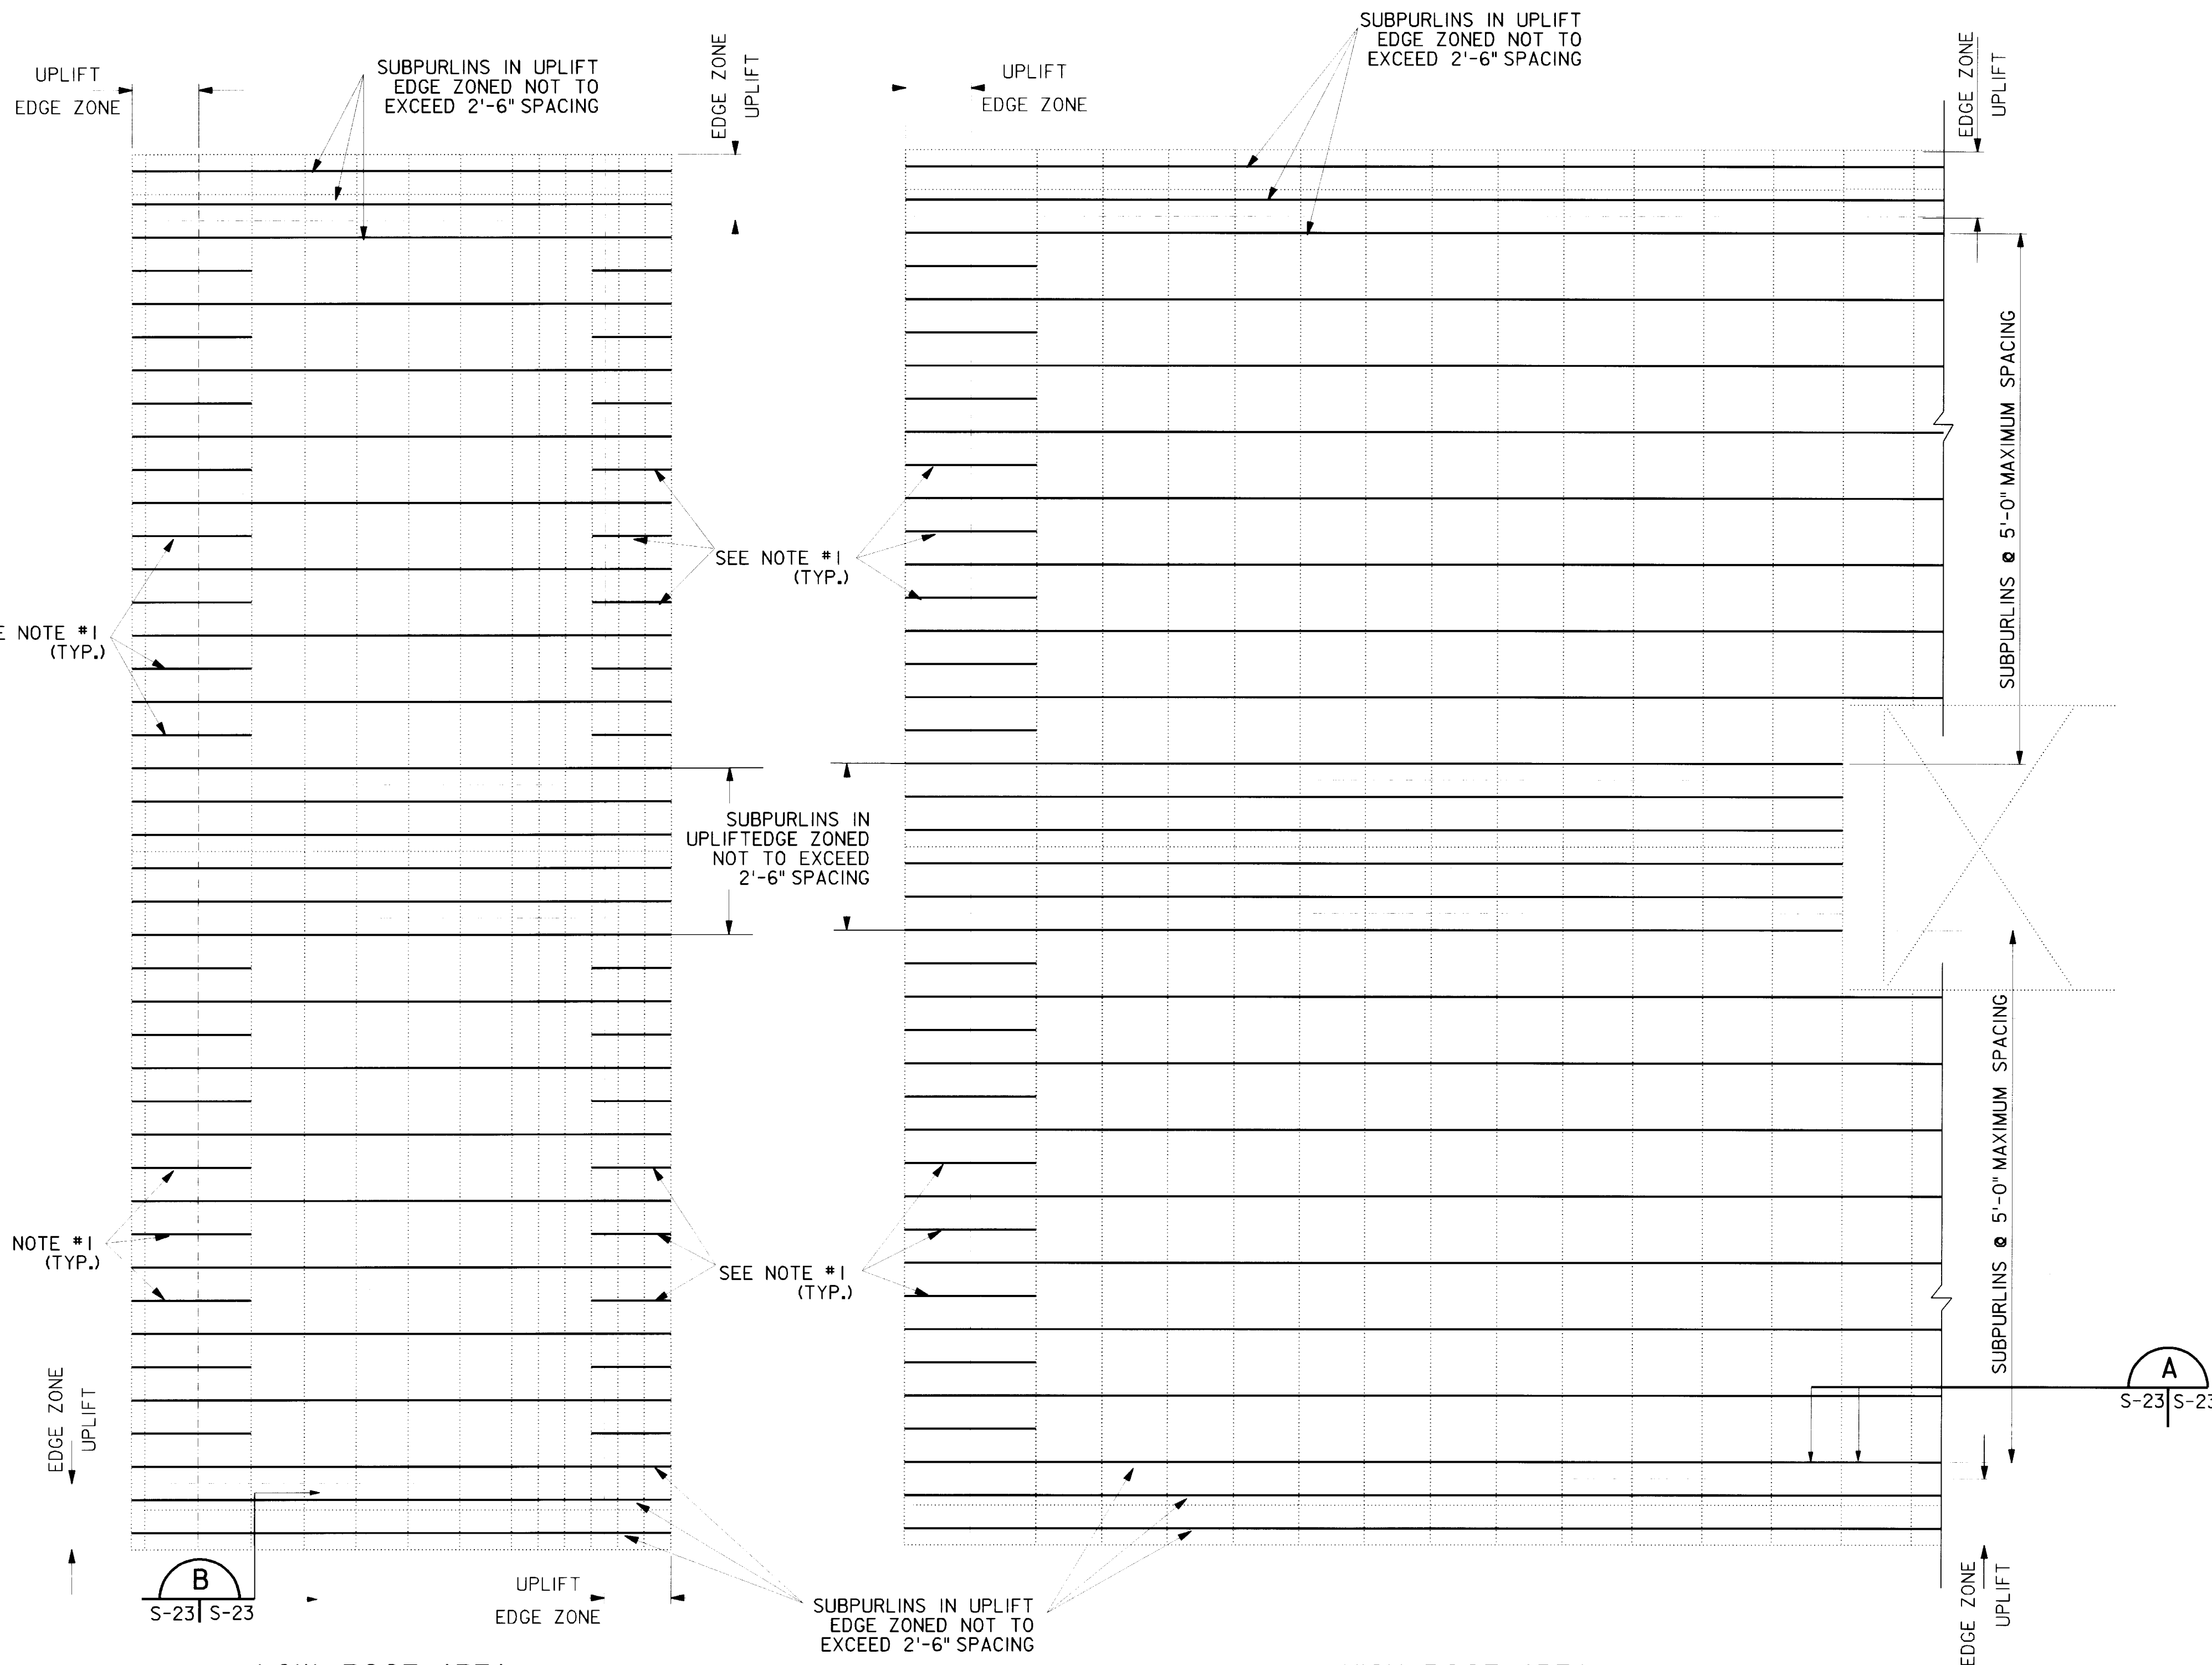 SUBPURLINS IN UPLIFT
EDGE ZONED NOT TO
EXCEED 2'-6" SPACING
UPLIFT
EDGE ZONE
SUBPURLINS IN UPLIFT
EDGE ZONED NOT TO
EXCEED 2'-6" SPACING
EDGE ZONE
UPLIFT
UPLIFT
EDGE ZONE
EDGE ZONE
UPLIFT
SUBPURLINS @ 5'-0" MAXIMUM SPACING
SEE NOTE #1
(TYP.)
NOTE #1
(TYP.)
SUBPURLINS IN
UPLIFTEDGE ZONED
NOT TO EXCEED
2'-6" SPACING
SUBPURLINS @ 5'-0" MAXIMUM SPACING
NOTE #1
(TYP.)
SEE NOTE #1
(TYP.)
A
S-23 S-23
EDGE ZONE
UPLIFT
B
S-23 S-23
UPLIFT
EDGE ZONE
SUBPURLINS IN UPLIFT
EDGE ZONED NOT TO
EXCEED 2'-6" SPACING
EDGE ZONE
UPLIFT